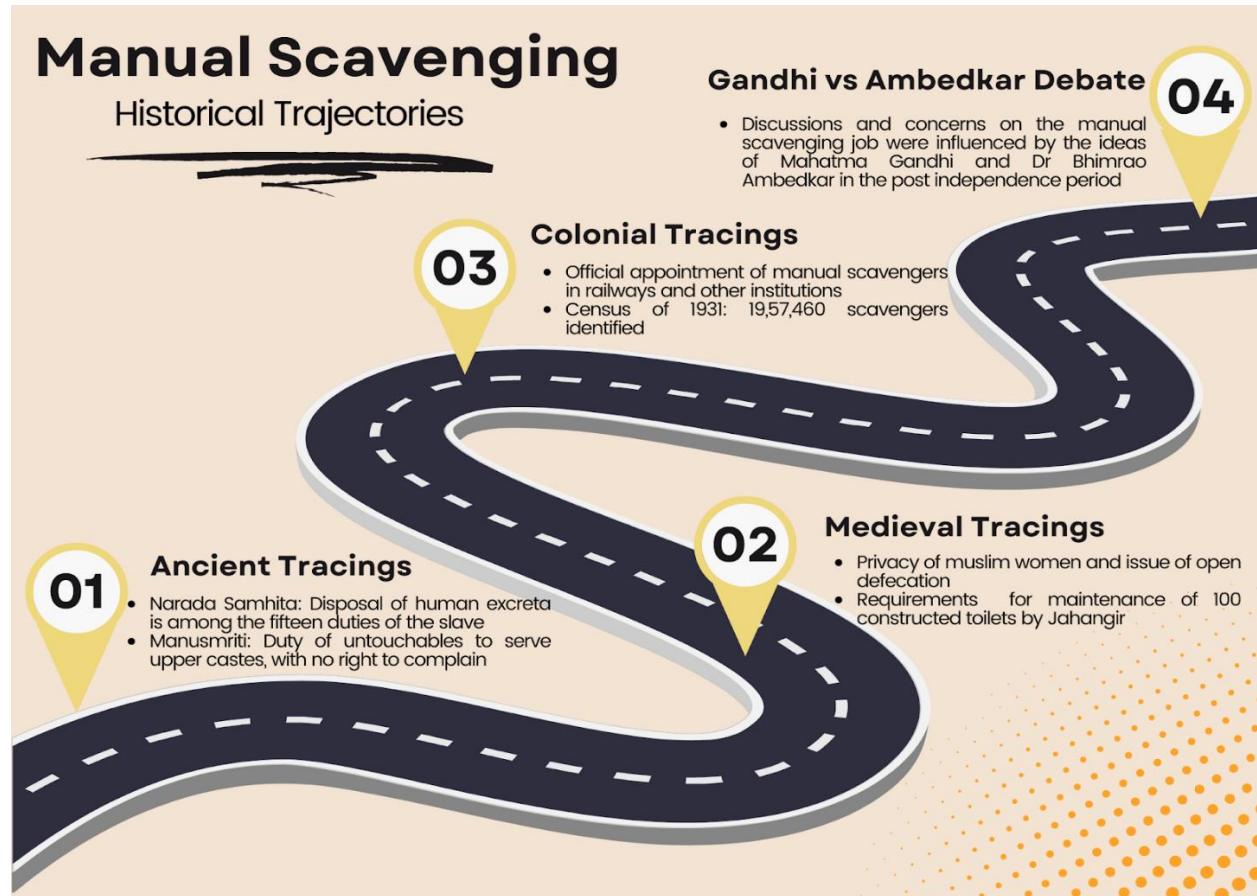 Manual Scavenging
Historical Trajectories
01
Ancient Tracings
• Narada Samhita: Disposal of human excreta
is among the fifteen duties of the slave
• Manusmriti: Duty of untouchables to serve
upper castes, with no right to complain
02
Medieval Tracings
• Privacy of muslim women and issue of open
defecation
• Requirements for maintenance of 100
constructed toilets by Jahangir
03
Colonial Tracings
• Official appointment of manual scavengers
in railways and other institutions
• Census of 1931: 19,57,460 scavengers
identified
04
Gandhi vs Ambedkar Debate
• Discussions and concerns on the manual
scavenging job were influenced by the ideas
of Mahatma Gandhi and Dr Bhimrao
Ambedkar in the post independence period